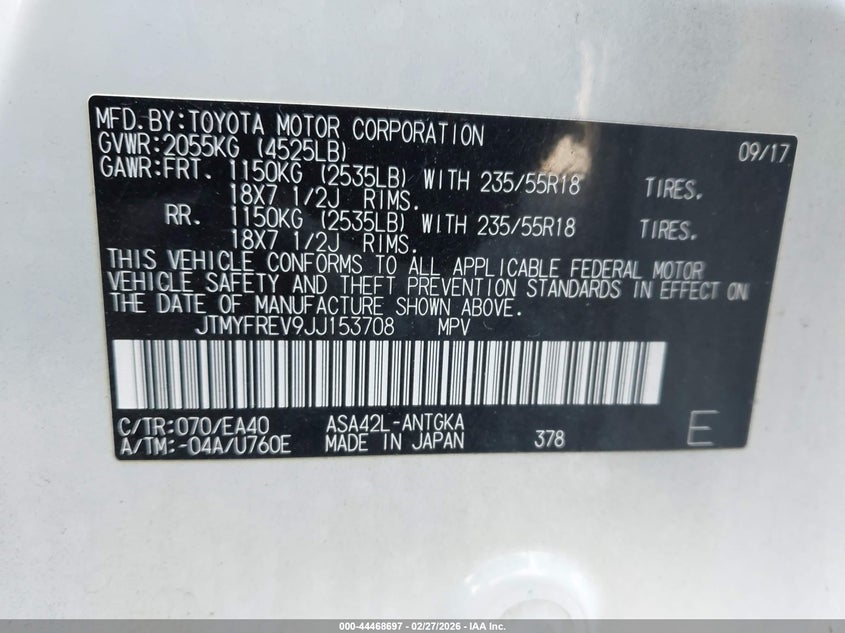 MFD.BY:TOYOTA MOTOR CORPORATION 09/17
GVWR:2055KG (4525LB)
GAWR:FRT. 1150KG (2535LB) WITH 235/55R18 TIRES.
18X7 1/2J RIMS.
RR. 1150KG (2535LB) WITH 235/55R18 TIRES.
18X7 1/2J RIMS.
THIS VEHICLE CONFORMS TO ALL APPLICABLE FEDERAL MOTOR
VEHICLE SAFETY AND THEFT PREVENTION STANDARDS IN EFFECT ON
THE DATE OF MANUFACTURE SHOWN ABOVE.
JTMYFREV9JJ153708 MPV
C/TR:070/EA40 ASA42L-ANTGKA
A/TM:-04A/U760E MADE IN JAPAN 378 E
000-44468697 - 02/27/2026 - IAA Inc.